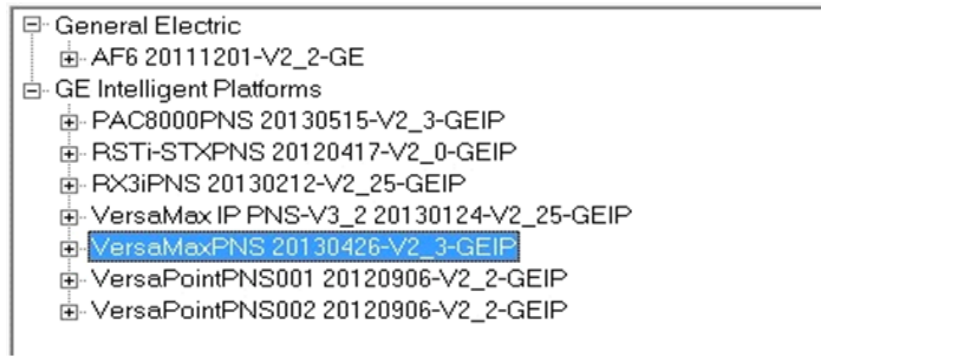 General Electric
AF6 20111201-V2_2-GE
GE Intelligent Platforms
PAC8000PNS 20130515-V2_3-GEIP
RSTi-STXPNS 20120417-V2_0-GEIP
RX3iPNS 20130212-V2_25-GEIP
VersaMax IP PNS-V3_2 20130124-V2_25-GEIP
VersaMaxPNS 20130426-V2_3-GEIP
VersaPointPNS001 20120906-V2_2-GEIP
VersaPointPNS002 20120906-V2_2-GEIP